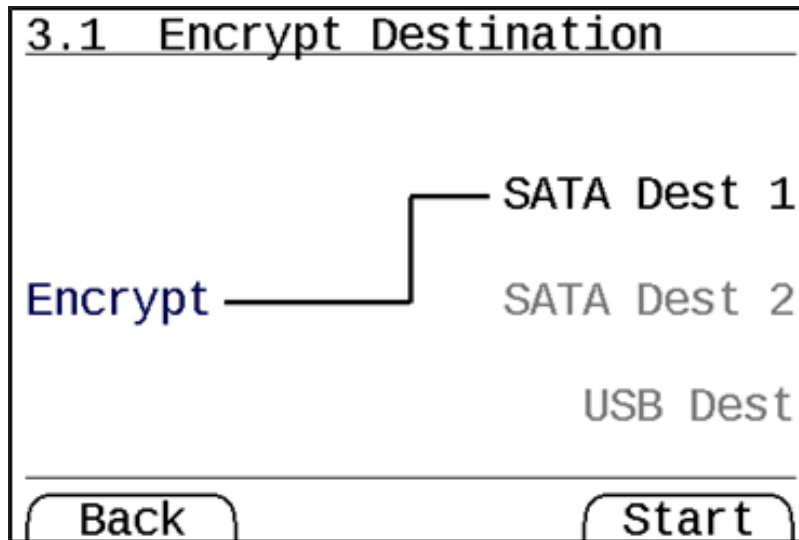 3.1 Encrypt Destination
SATA Dest 1
Encrypt
SATA Dest 2
USB Dest
Back
Start